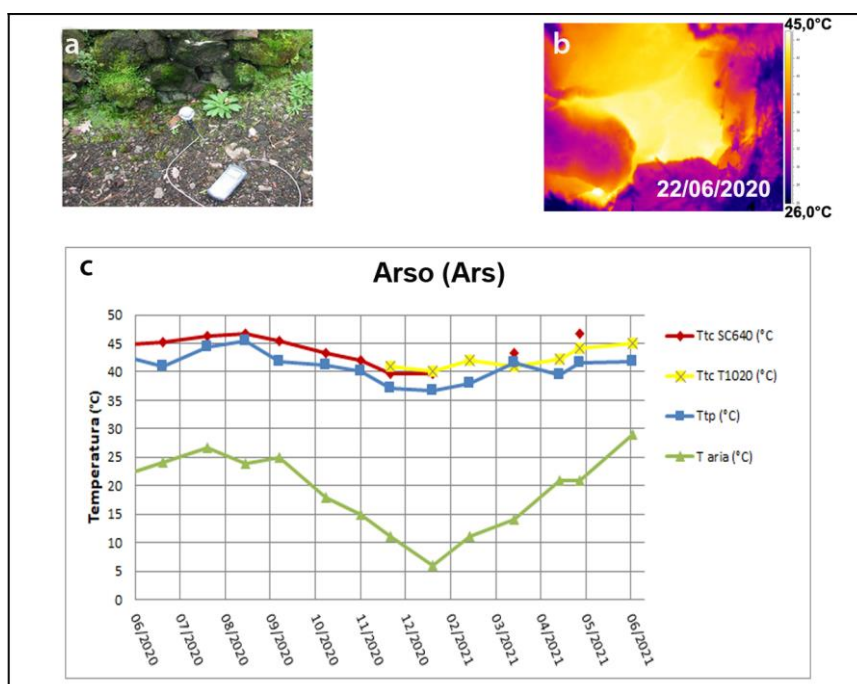 a
b
45,0°C
22/06/2020
26,0°C
c
Arso (Ars)
Temperatura (°C)
50
45
40
35
30
25
20
15
10
5
0
06/2020
07/2020
08/2020
09/2020
10/2020
11/2020
12/2020
02/2021
03/2021
04/2021
05/2021
06/2021
Ttc SC640 (°C
Ttc T1020 (°C)
Ttp (°C)
T aria (°C)